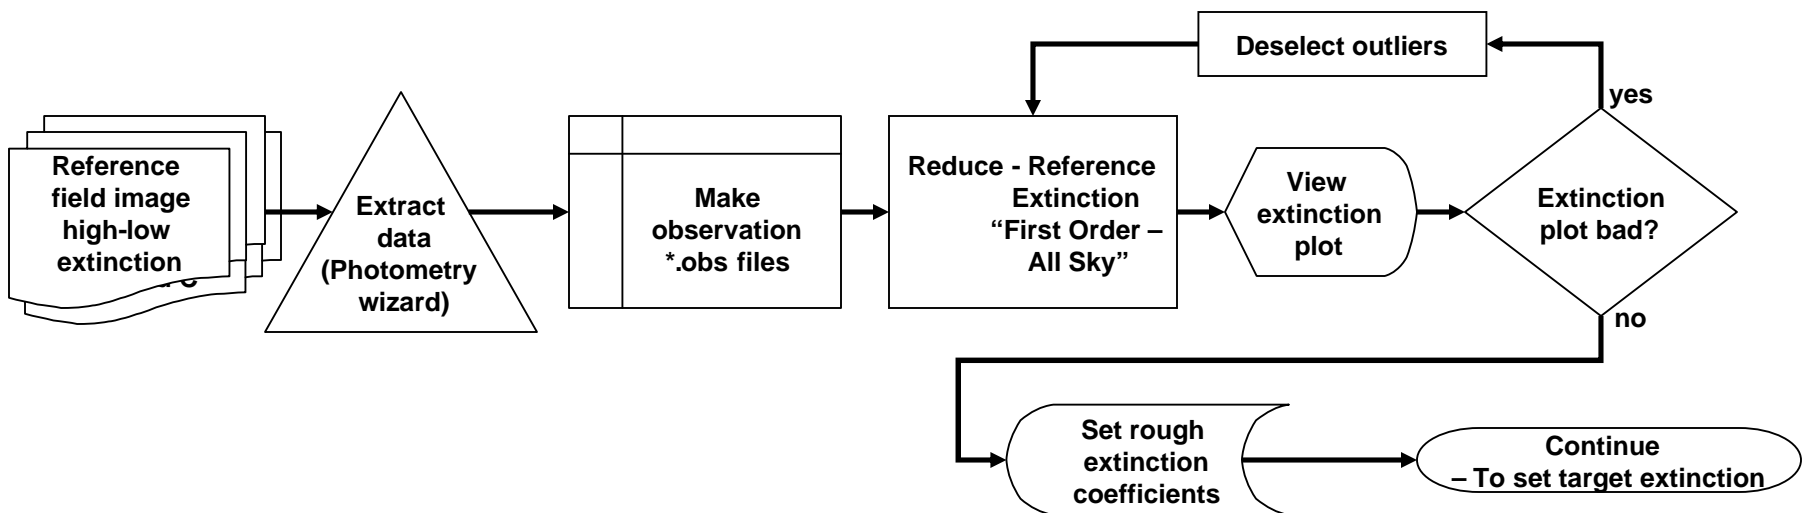 Deselect outliers
yes
Reference
field image
high-low
extinction
Extract
data
(Photometry
wizard)
Make
observation
*.obs files
Reduce - Reference
Extinction
“First Order –
All Sky”
View
extinction
plot
Extinction
plot bad?
no
Set rough
extinction
coefficients
Continue
– To set target extinction